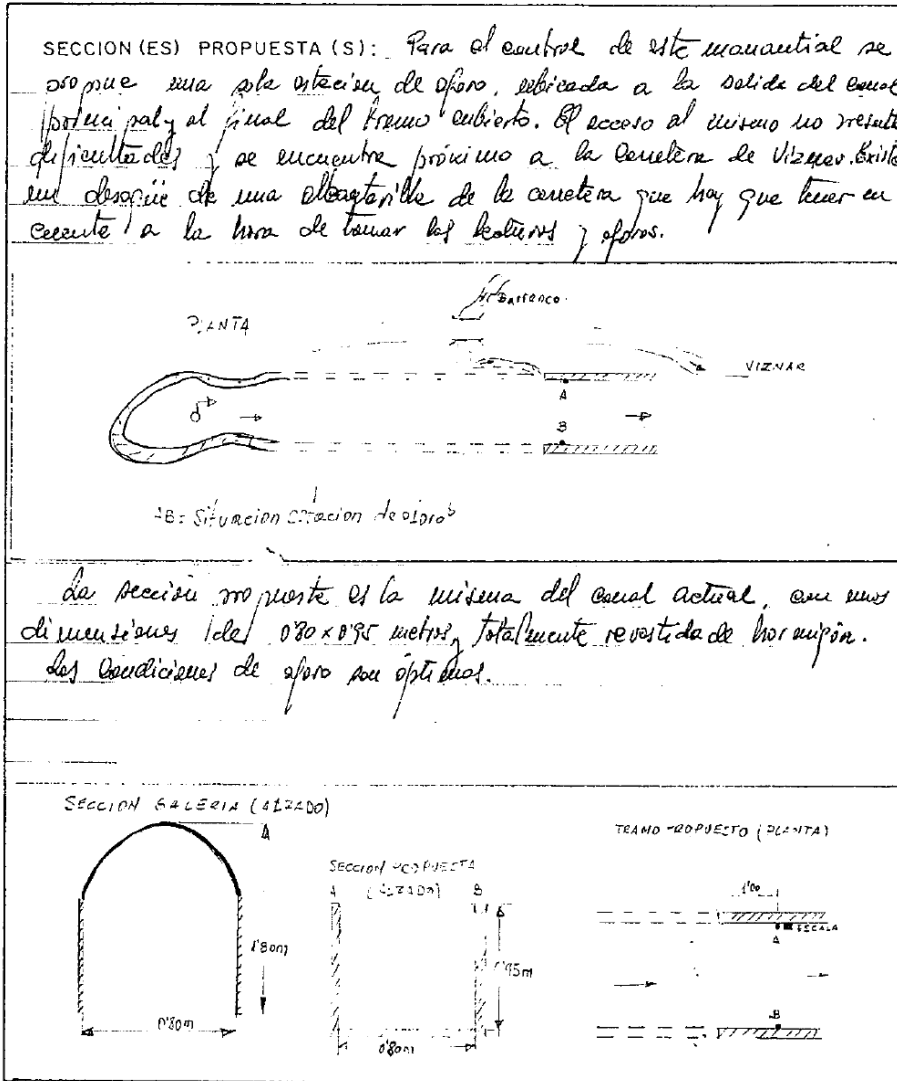 SECCION (ES) PROPUESTA (S): Para el control de este manantial se
propone una sola estación de aforo, ubicada a la salida del canal
principal y al final del tramo cubierto. El acceso al mismo no presenta
dificultades y se encuentra próximo a la carretera de Viznar. Existe
un desagüe de una alcantarilla de la carretera que hay que tener en
cuenta a la hora de tomar las lecturas y aforos.
Barranco
PLANTA
VIZNAR
A
B
AB = Situacion Estacion de aforos
La sección propuesta es la misma del canal actual, con unas
dimensiones de 0'80 x 0'95 metros, totalmente revestida de hormigón.
Las condiciones de aforo son óptimas.
SECCION GALERIA (ALZADO)
TRAMO PROPUESTO (PLANTA)
SECCION PROPUESTA
(ALZADO)
A B
1'00
ESCALA
A
1'80m
0'95m
B
0'80m
0'80m